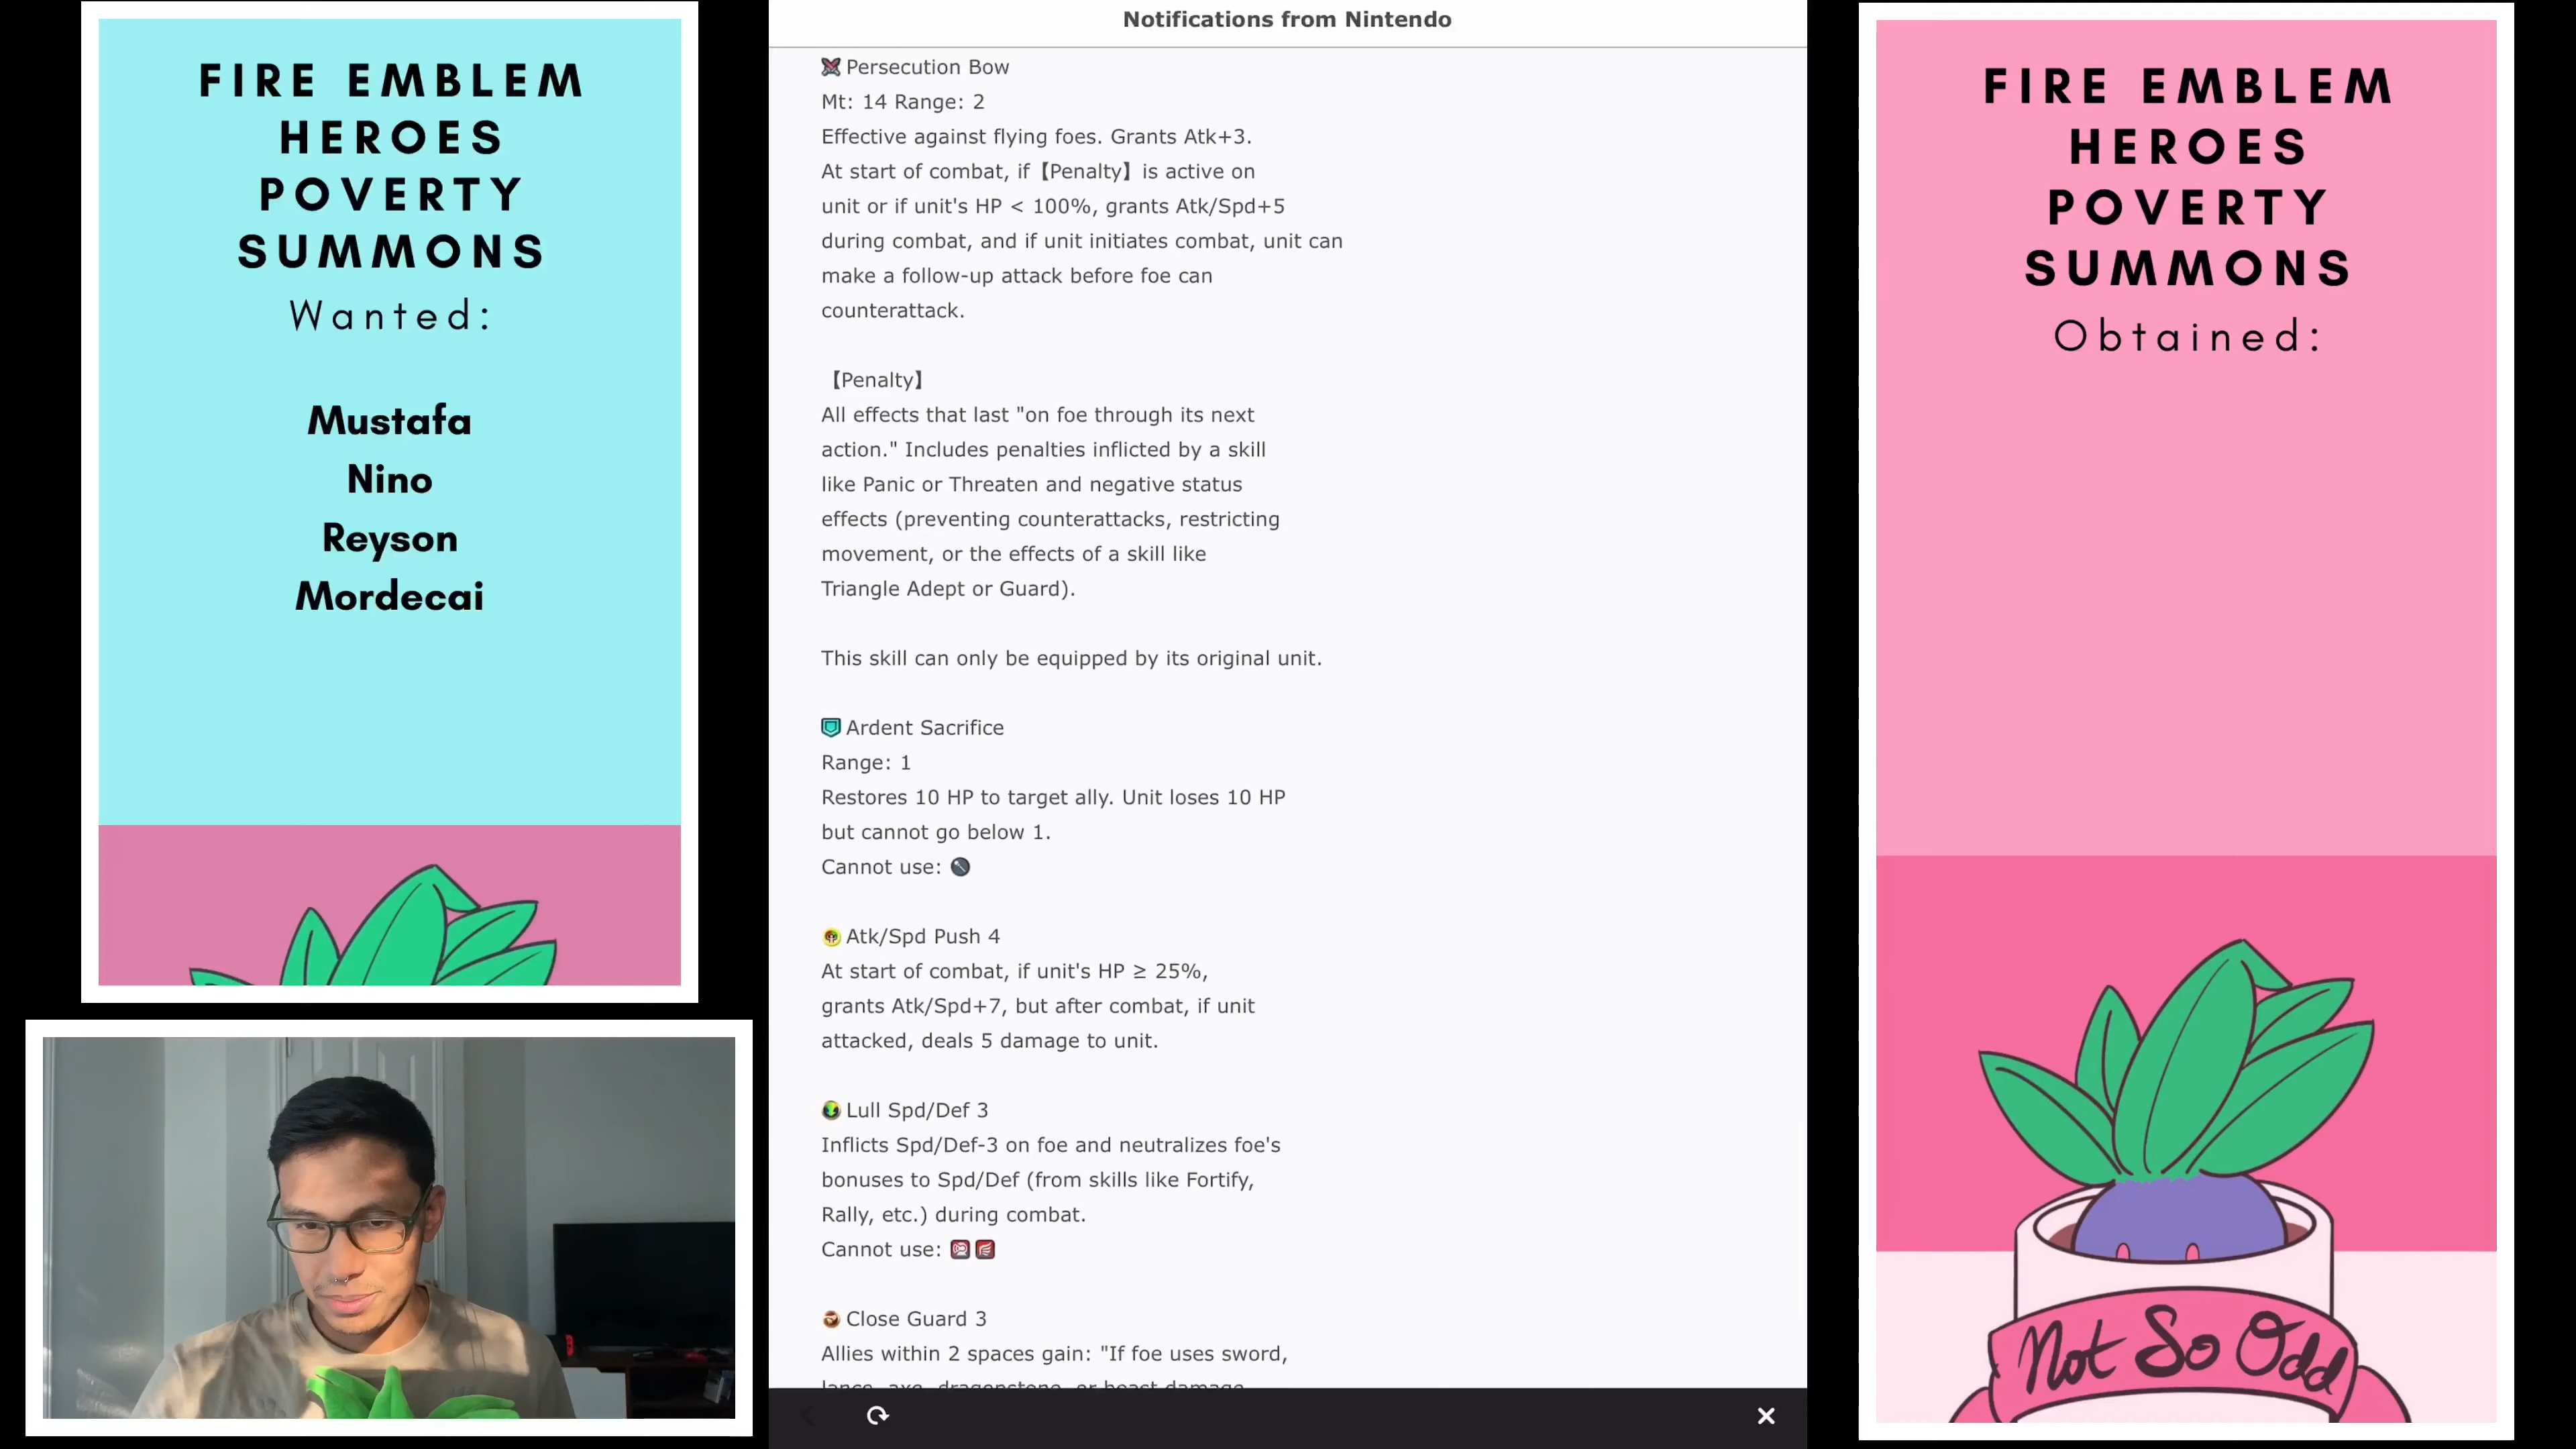 FIRE EMBLEM
HEROES
POVERTY
SUMMONS
Wanted:
Mustafa
Nino
Reyson
Mordecai
Notifications from Nintendo
Persecution Bow
Mt: 14 Range: 2
Effective against flying foes. Grants Atk+3.
At start of combat, if【Penalty】is active on
unit or if unit's HP < 100%, grants Atk/Spd+5
during combat, and if unit initiates combat, unit can
make a follow-up attack before foe can
counterattack.
【Penalty】
All effects that last "on foe through its next
action." Includes penalties inflicted by a skill
like Panic or Threaten and negative status
effects (preventing counterattacks, restricting
movement, or the effects of a skill like
Triangle Adept or Guard).
This skill can only be equipped by its original unit.
Ardent Sacrifice
Range: 1
Restores 10 HP to target ally. Unit loses 10 HP
but cannot go below 1.
Cannot use:
Atk/Spd Push 4
At start of combat, if unit's HP ≥ 25%,
grants Atk/Spd+7, but after combat, if unit
attacked, deals 5 damage to unit.
Lull Spd/Def 3
Inflicts Spd/Def-3 on foe and neutralizes foe's
bonuses to Spd/Def (from skills like Fortify,
Rally, etc.) during combat.
Cannot use:
Close Guard 3
Allies within 2 spaces gain: "If foe uses sword,
lance, axe, dragonstone, or beast damage,
FIRE EMBLEM
HEROES
POVERTY
SUMMONS
Obtained:
Not So Odd